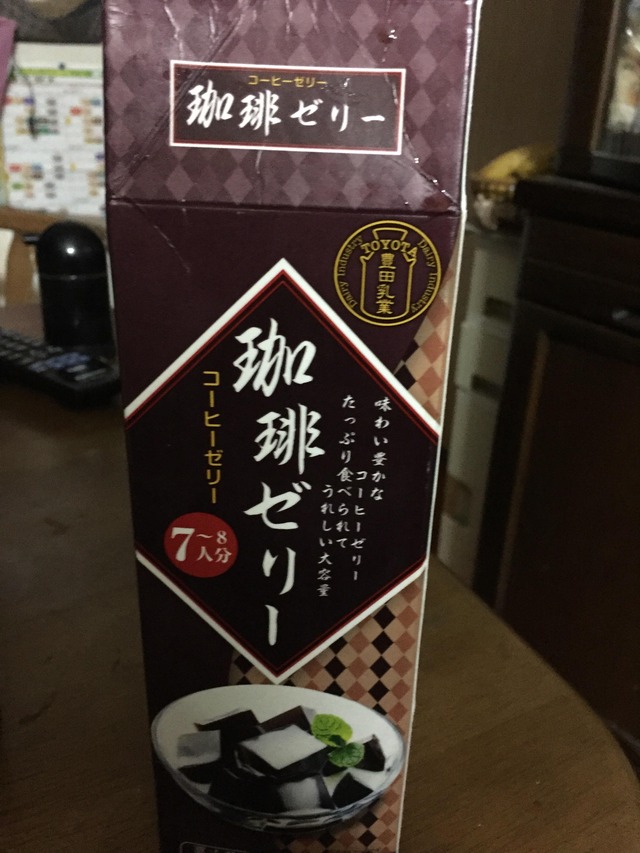 コーヒーゼリー
珈琲ゼリー
TOYOTA
Dairy Industry
Dairy Industry
豊田乳業
珈琲ゼリー
コーヒーゼリー
味わい豊かな
コーヒーゼリー
たっぷり食べられて
うれしい大容量
7〜8
人分